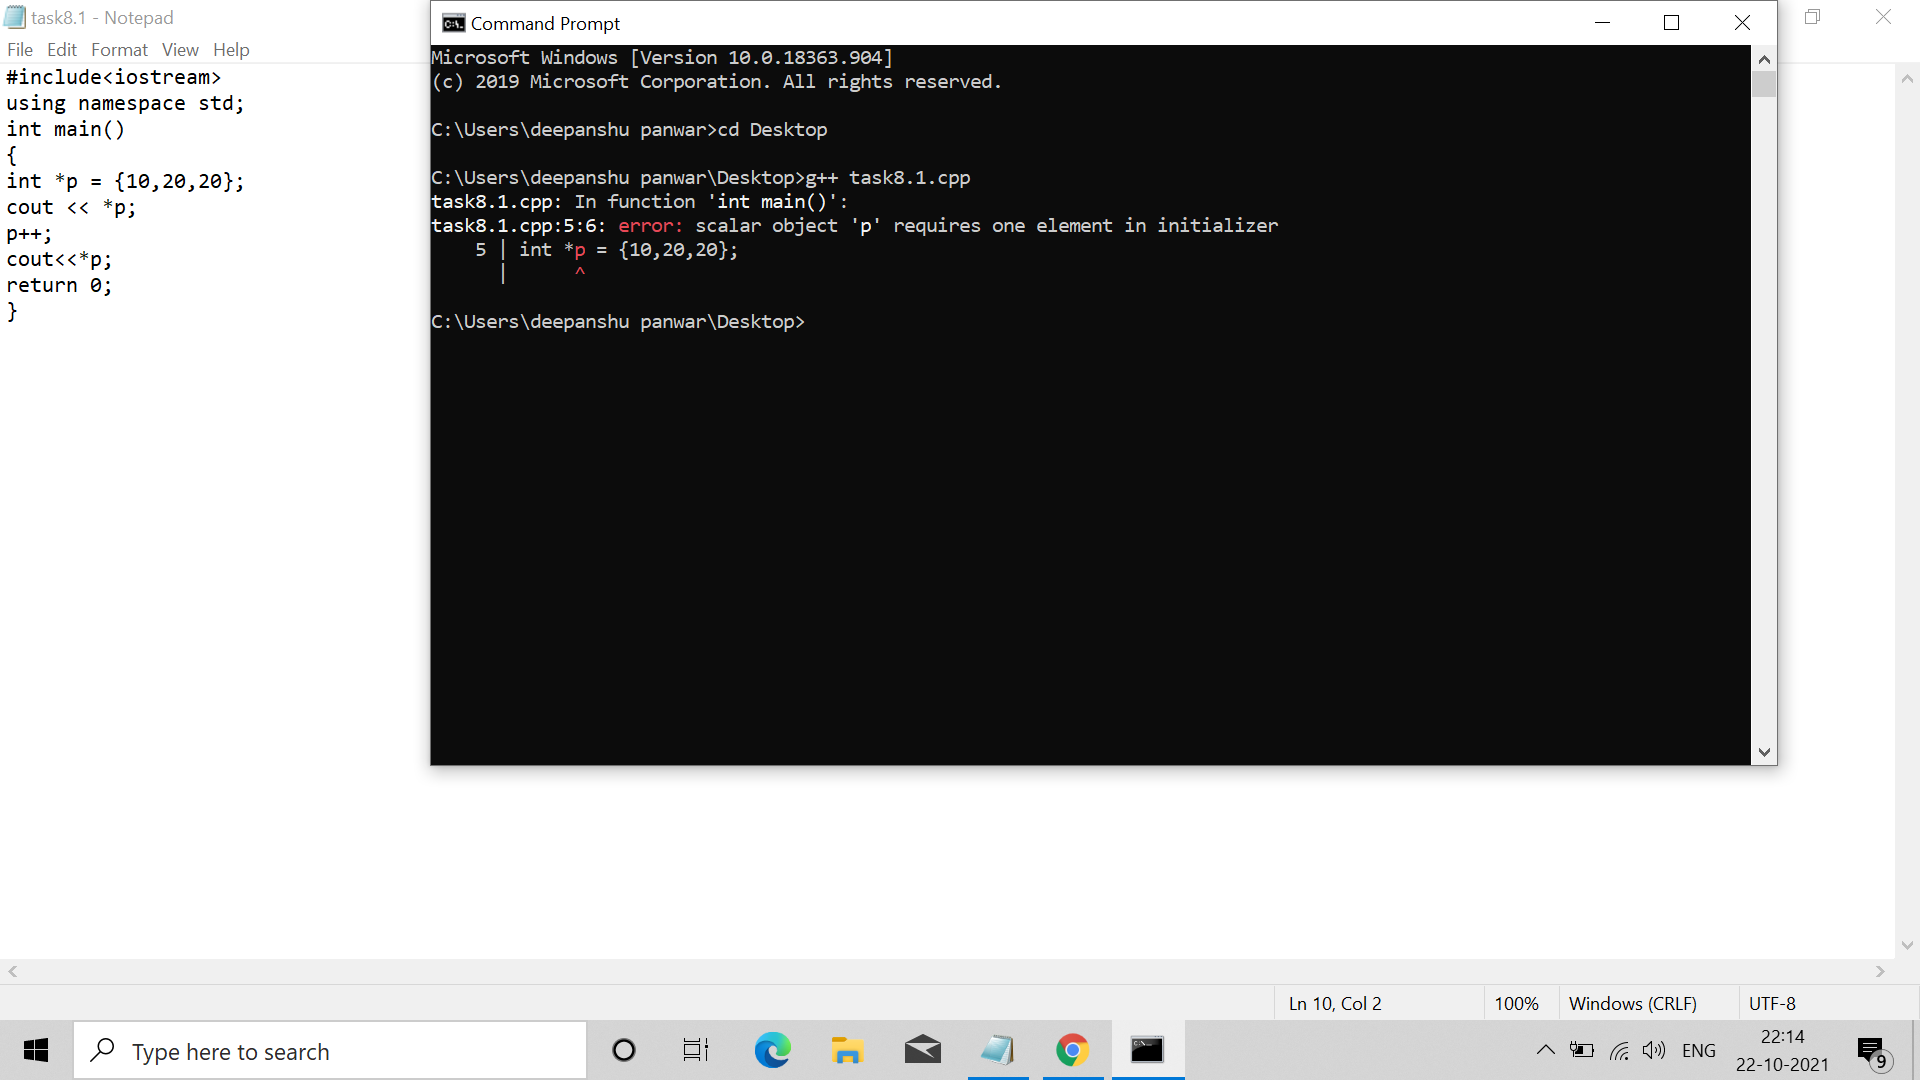 task8.1 - Notepad
File Edit Format View Help
#include<iostream>
using namespace std;
int main()
{
int *p = {10,20,20};
cout << *p;
p++;
cout<<*p;
return 0;
}
Command Prompt
Microsoft Windows [Version 10.0.18363.904]
(c) 2019 Microsoft Corporation. All rights reserved.
C:\Users\deepanshu panwar>cd Desktop
C:\Users\deepanshu panwar\Desktop>g++ task8.1.cpp
task8.1.cpp: In function 'int main()':
task8.1.cpp:5:6: error: scalar object 'p' requires one element in initializer
5 | int *p = {10,20,20};
| ^
C:\Users\deepanshu panwar\Desktop>
Ln 10, Col 2 100% Windows (CRLF) UTF-8
Type here to search
ENG
22:14
22-10-2021
9